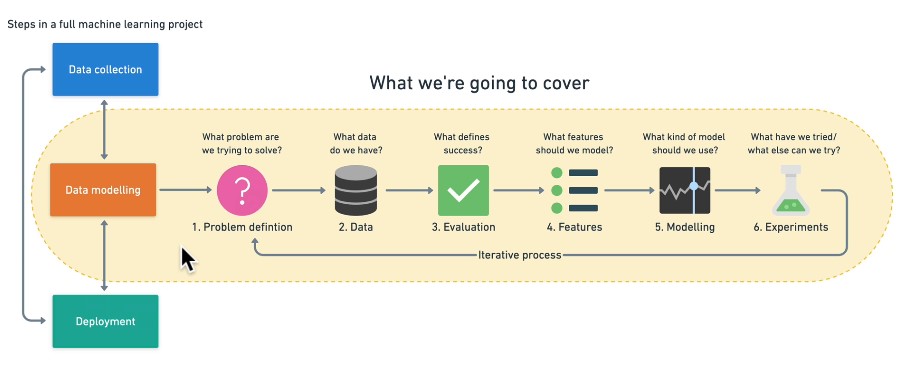 Steps in a full machine learning project
Data collection
What we're going to cover
What problem are
we trying to solve?
What data
do we have?
What defines
success?
What features
should we model?
What kind of model
should we use?
What have we tried/
what else can we try?
Data modelling
?
1. Problem defintion
2. Data
3. Evaluation
4. Features
5. Modelling
6. Experiments
Iterative process
Deployment